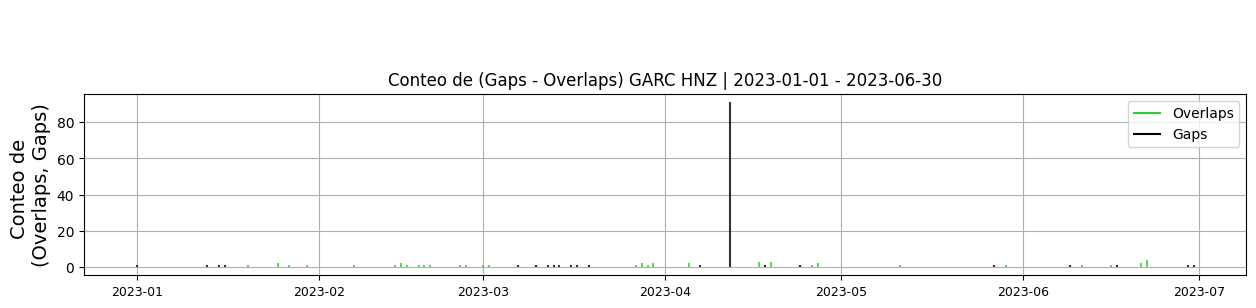 Conteo de (Gaps - Overlaps) GARC HNZ | 2023-01-01 - 2023-06-30
Conteo de
(Overlaps, Gaps)
80
60
40
20
0
Overlaps
Gaps
2023-01
2023-02
2023-03
2023-04
2023-05
2023-06
2023-07